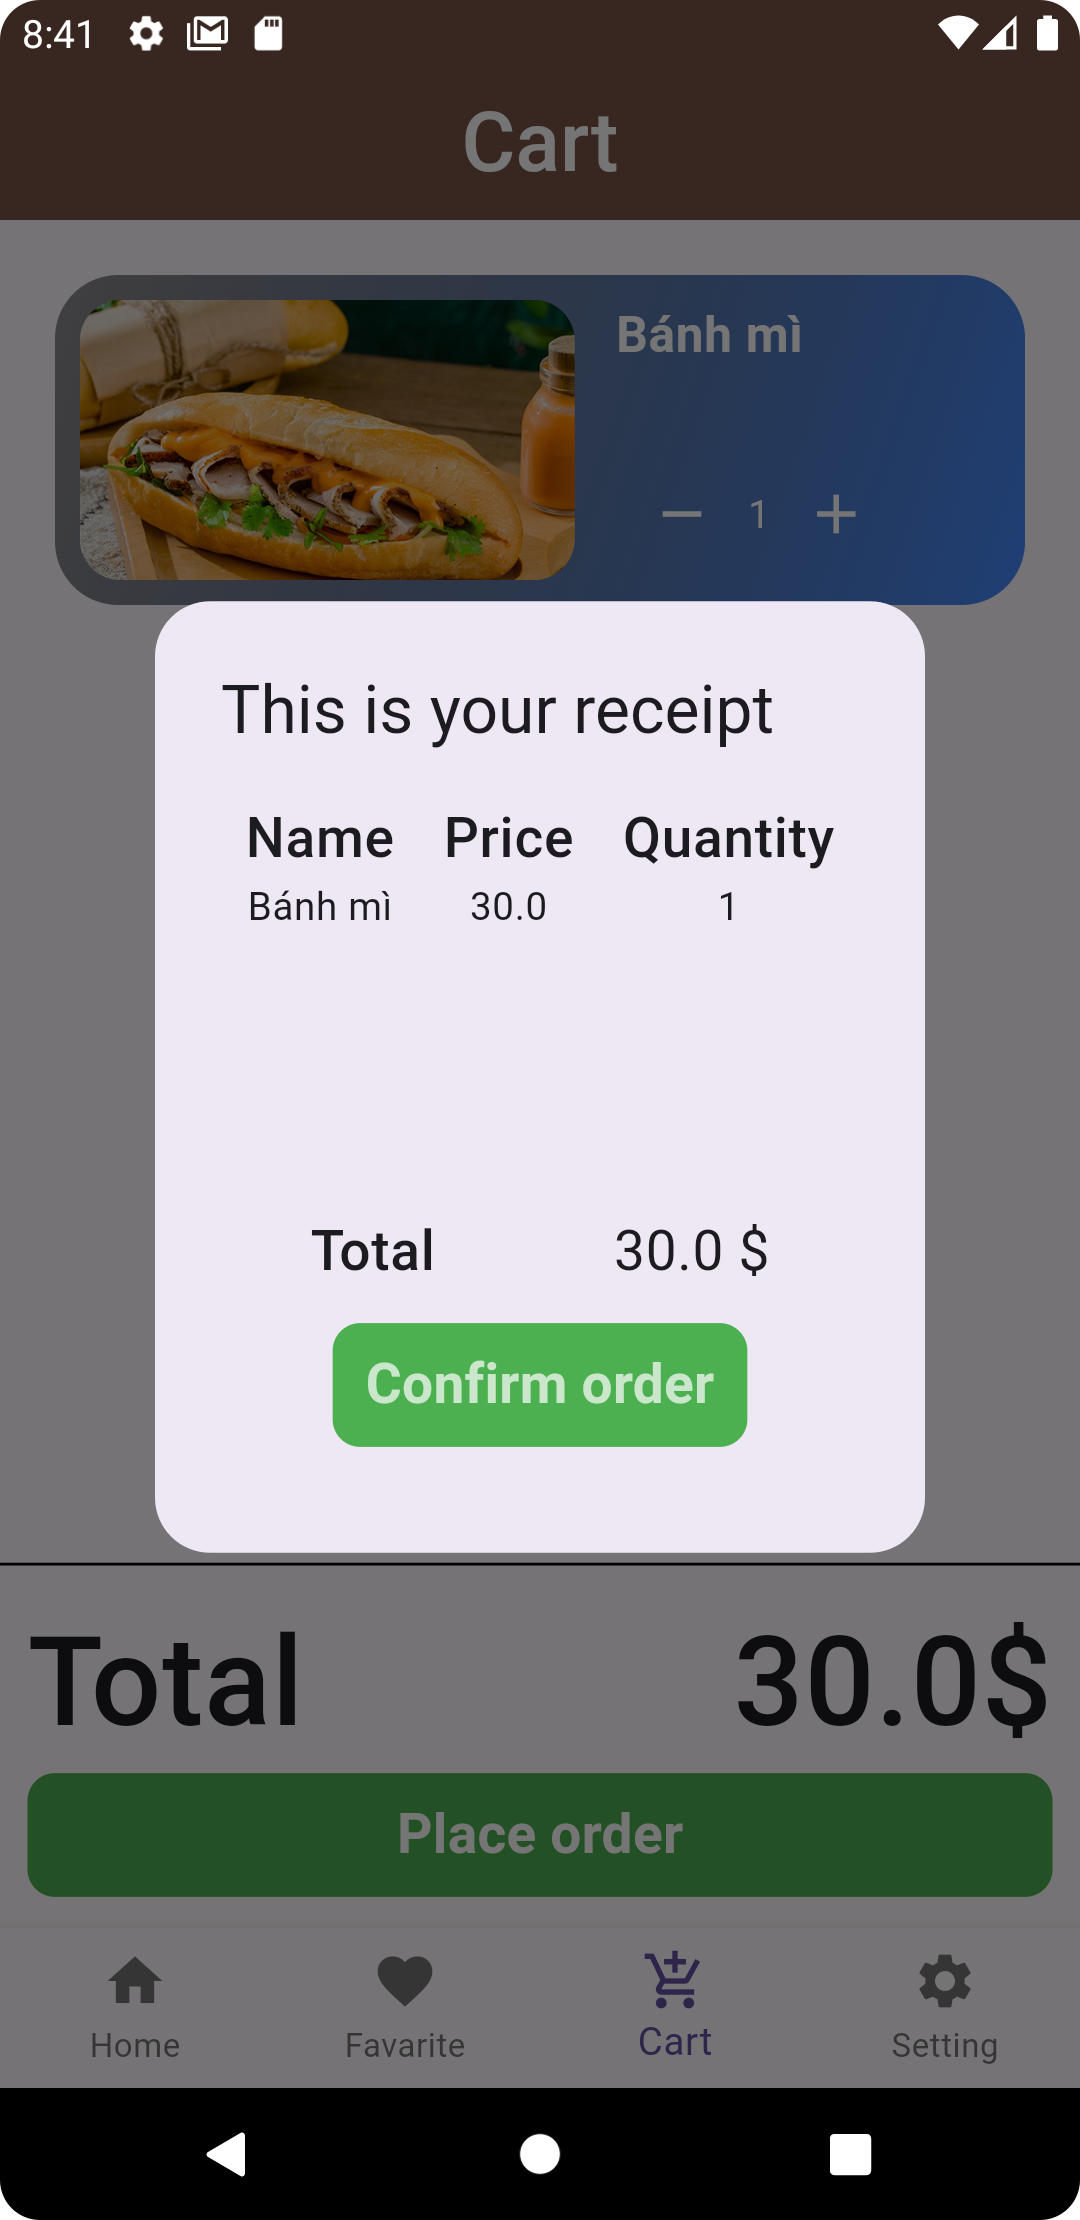 8:41
Cart
Bánh mì
1
This is your receipt
Name Price Quantity
Bánh mì 30.0 1
Total 30.0 $
Confirm order
Total 30.0$
Place order
Home Favarite Cart Setting